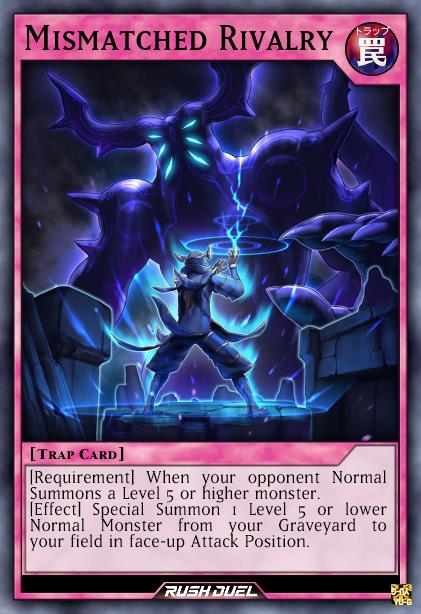 Mismatched Rivalry
トラップ
罠
[Trap Card]
[Requirement] When your opponent Normal
Summons a Level 5 or higher monster.
[Effect] Special Summon 1 Level 5 or lower
Normal Monster from your Graveyard to
your field in face-up Attack Position.
RUSH DUEL